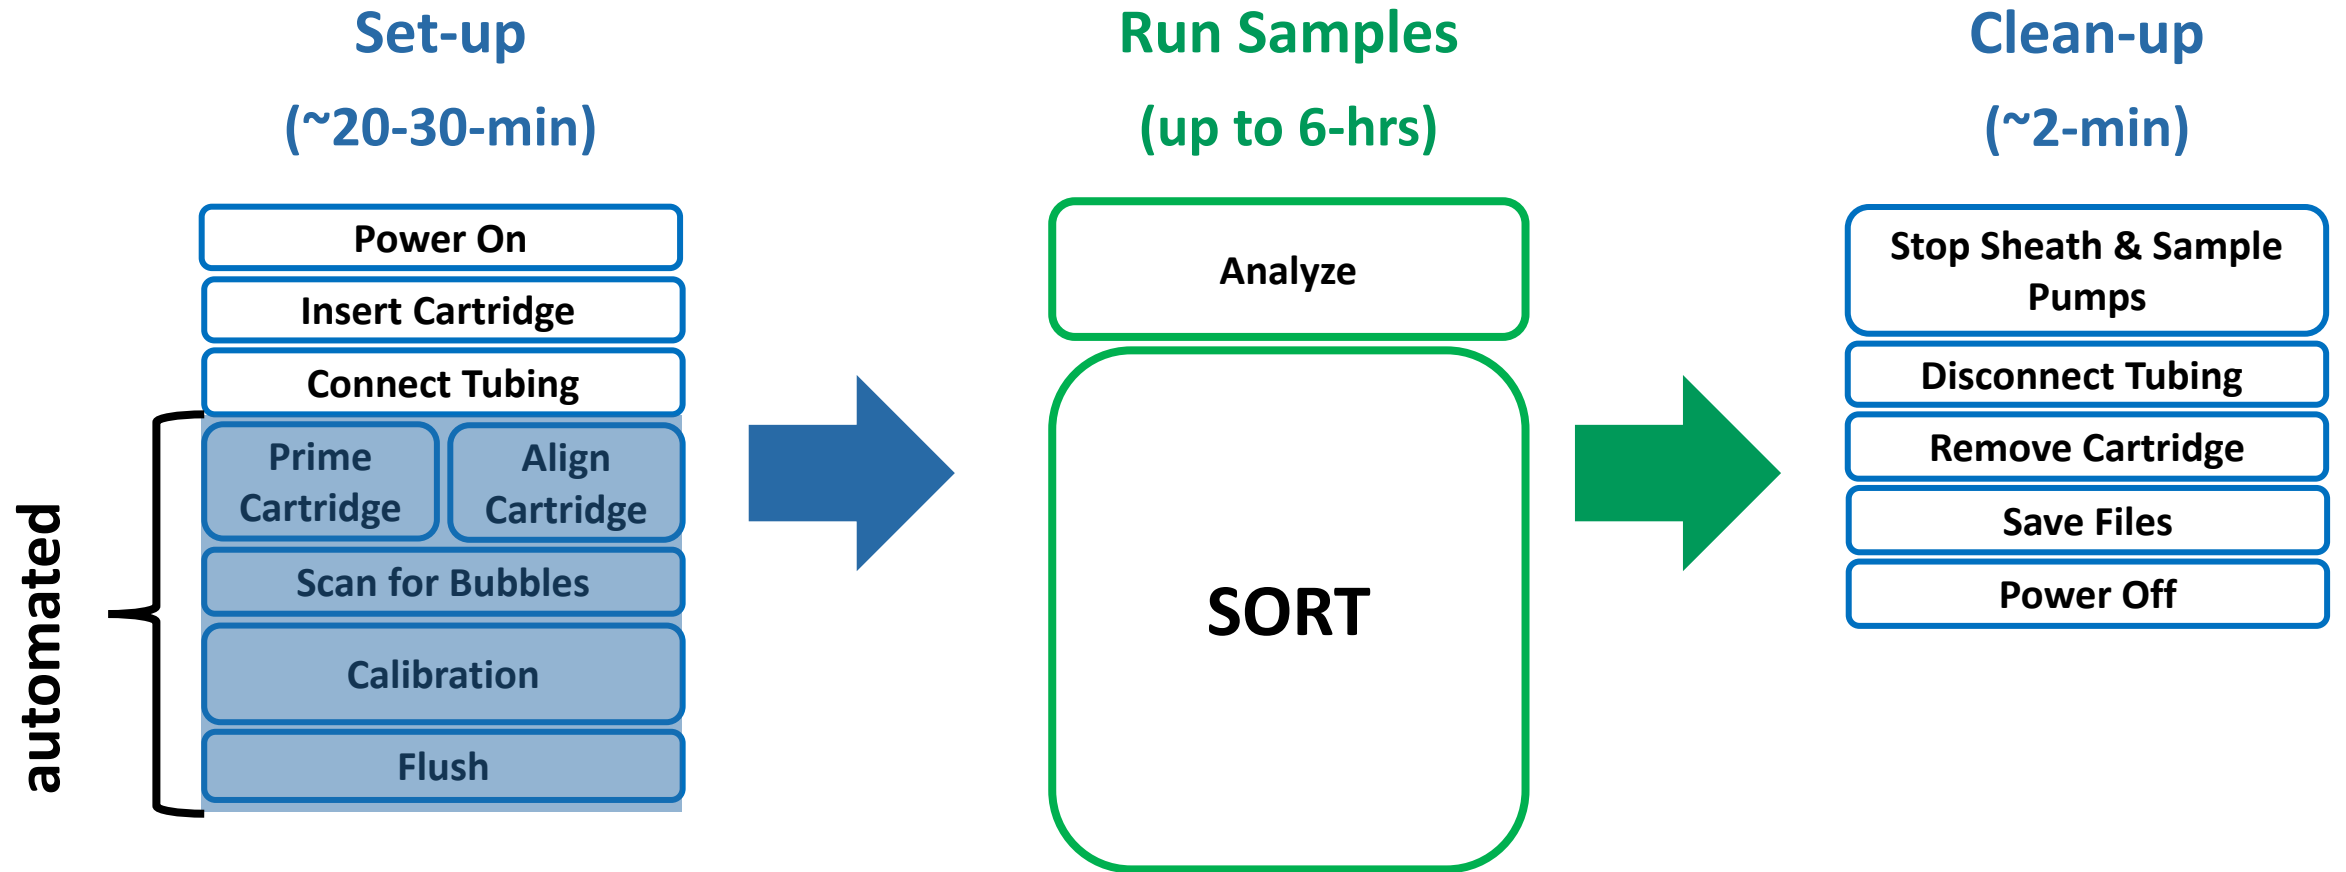 Set-up
(~20-30-min)
Power On
Insert Cartridge
Connect Tubing
automated
Prime
Cartridge
Align
Cartridge
Scan for Bubbles
Calibration
Flush
Run Samples
(up to 6-hrs)
Analyze
SORT
Clean-up
(~2-min)
Stop Sheath & Sample
Pumps
Disconnect Tubing
Remove Cartridge
Save Files
Power Off